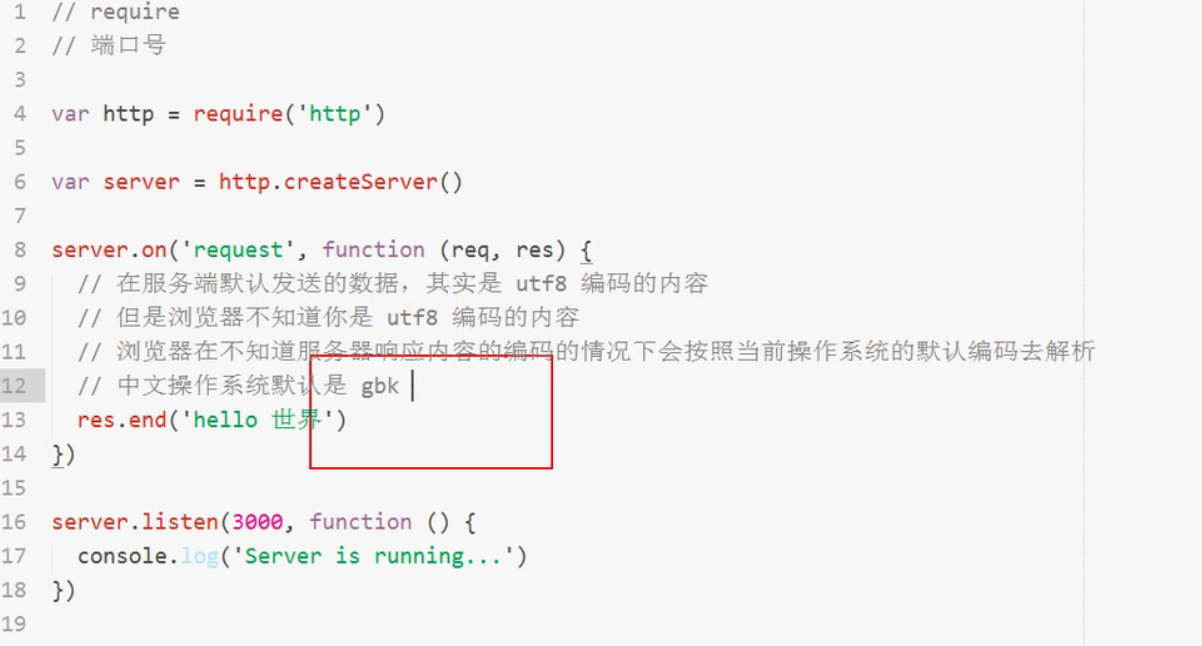 1 // require
2 // 端口号
3
4 var http = require('http')
5
6 var server = http.createServer()
7
8 server.on('request', function (req, res) {
9 // 在服务端默认发送的数据，其实是 utf8 编码的内容
10 // 但是浏览器不知道你是 utf8 编码的内容
11 // 浏览器在不知道服务器响应内容的编码的情况下会按照当前操作系统的默认编码去解析
12 // 中文操作系统默认是 gbk
13 res.end('hello 世界')
14 })
15
16 server.listen(3000, function () {
17 console.log('Server is running...')
18 })
19